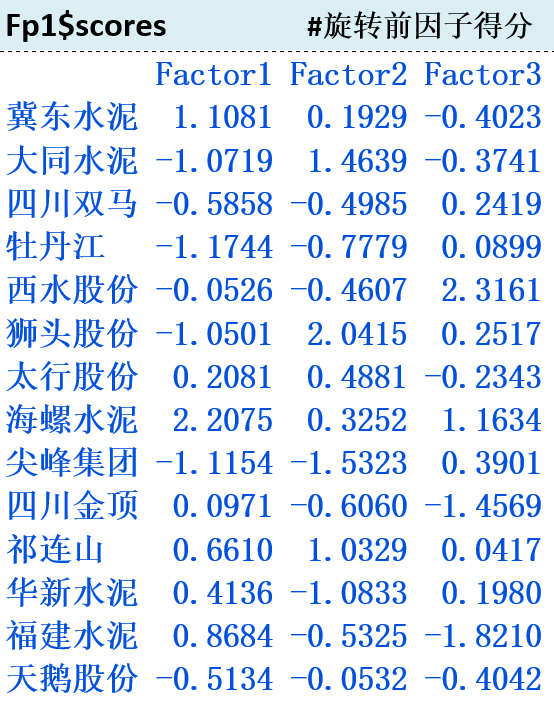 Fp1$scores #旋转前因子得分
Factor1 Factor2 Factor3
冀东水泥 1.1081 0.1929 -0.4023
大同水泥 -1.0719 1.4639 -0.3741
四川双马 -0.5858 -0.4985 0.2419
牡丹江 -1.1744 -0.7779 0.0899
西水股份 -0.0526 -0.4607 2.3161
狮头股份 -1.0501 2.0415 0.2517
太行股份 0.2081 0.4881 -0.2343
海螺水泥 2.2075 0.3252 1.1634
尖峰集团 -1.1154 -1.5323 0.3901
四川金顶 0.0971 -0.6060 -1.4569
祁连山 0.6610 1.0329 0.0417
华新水泥 0.4136 -1.0833 0.1980
福建水泥 0.8684 -0.5325 -1.8210
天鹅股份 -0.5134 -0.0532 -0.4042